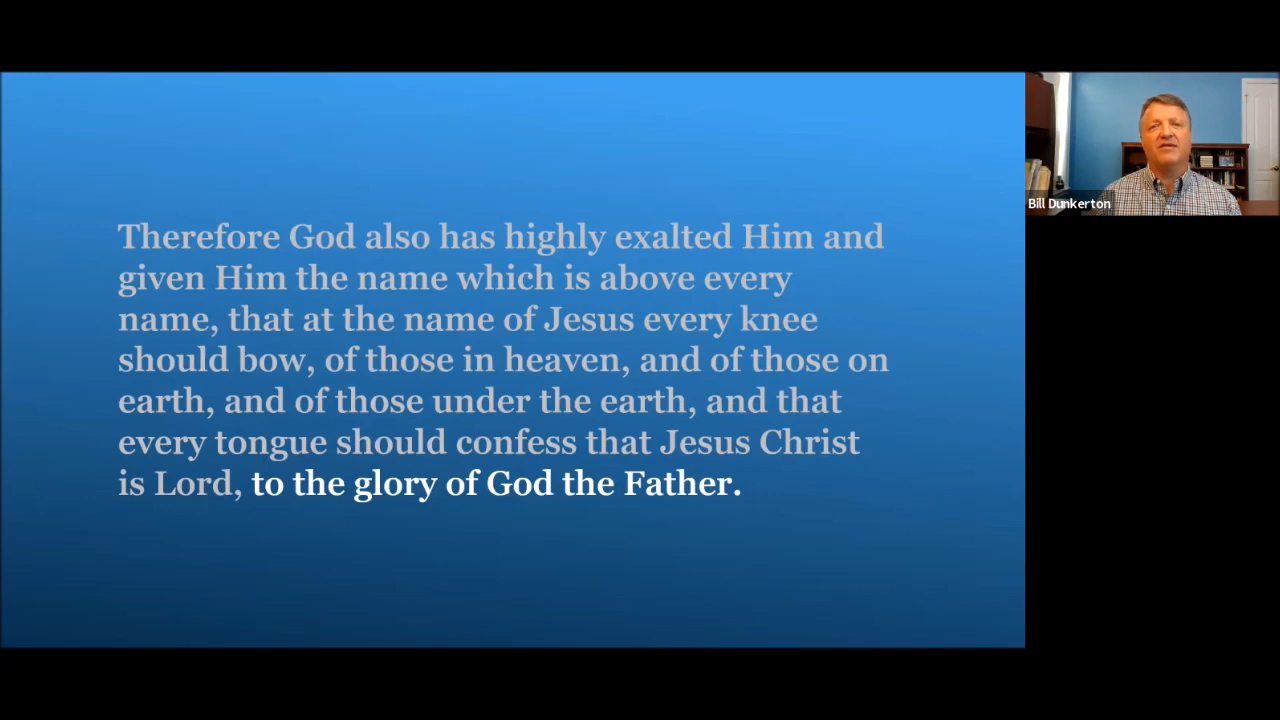 Therefore God also has highly exalted Him and
given Him the name which is above every
name, that at the name of Jesus every knee
should bow, of those in heaven, and of those on
earth, and of those under the earth, and that
every tongue should confess that Jesus Christ
is Lord, to the glory of God the Father.
Bill Dunkerton